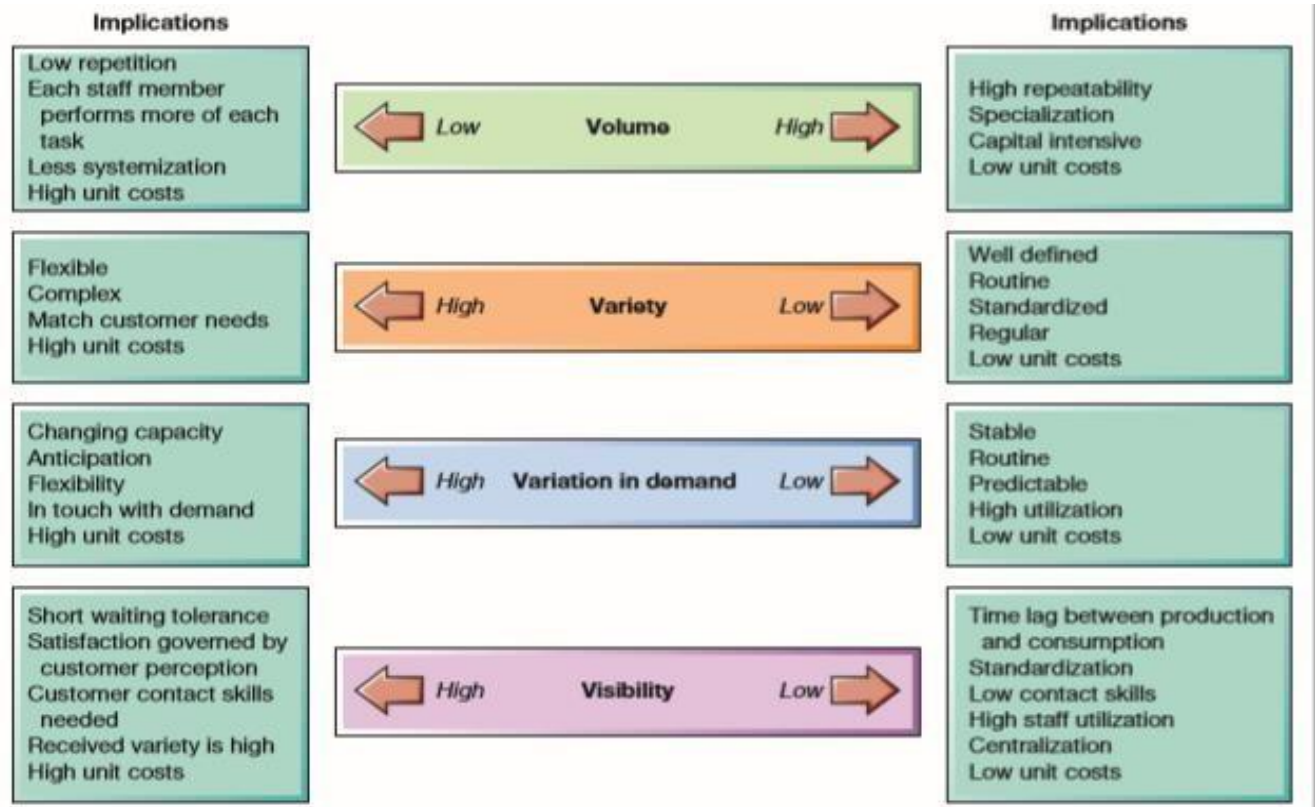 Implications
Low repetition
Each staff member
performs more of each
task
Less systemization
High unit costs
Low Volume High
Implications
High repeatability
Specialization
Capital intensive
Low unit costs
Flexible
Complex
Match customer needs
High unit costs
High Variety Low
Well defined
Routine
Standardized
Regular
Low unit costs
Changing capacity
Anticipation
Flexibility
In touch with demand
High unit costs
High Variation in demand Low
Stable
Routine
Predictable
High utilization
Low unit costs
Short waiting tolerance
Satisfaction governed by
customer perception
Customer contact skills
needed
Received variety is high
High unit costs
High Visibility Low
Time lag between production
and consumption
Standardization
Low contact skills
High staff utilization
Centralization
Low unit costs